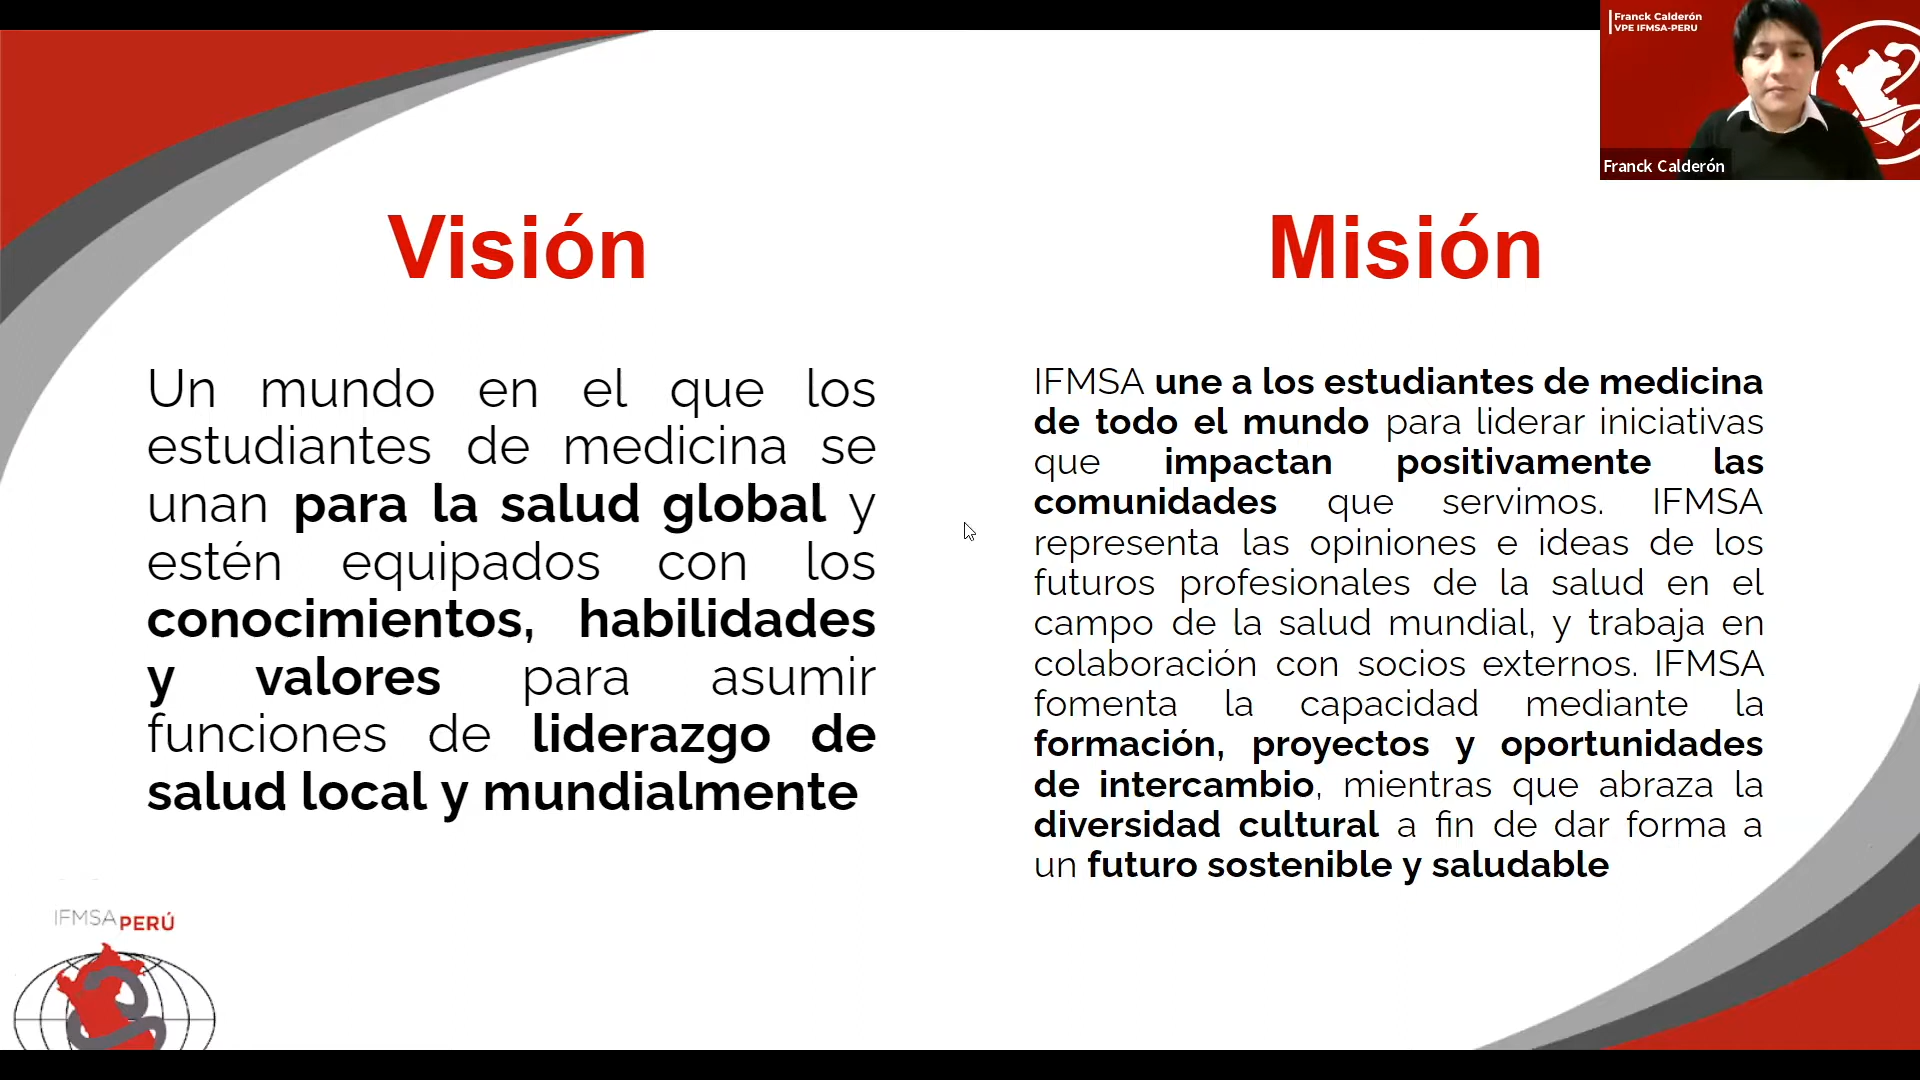 Franck Calderón
VPE IFMSA-PERU
Franck Calderón
Visión
Un mundo en el que los
estudiantes de medicina se
unan para la salud global y
estén equipados con los
conocimientos, habilidades
y valores para asumir
funciones de liderazgo de
salud local y mundialmente
Misión
IFMSA une a los estudiantes de medicina
de todo el mundo para liderar iniciativas
que impactan positivamente las
comunidades que servimos. IFMSA
representa las opiniones e ideas de los
futuros profesionales de la salud en el
campo de la salud mundial, y trabaja en
colaboración con socios externos. IFMSA
fomenta la capacidad mediante la
formación, proyectos y oportunidades
de intercambio, mientras que abraza la
diversidad cultural a fin de dar forma a
un futuro sostenible y saludable
IFMSA PERÚ